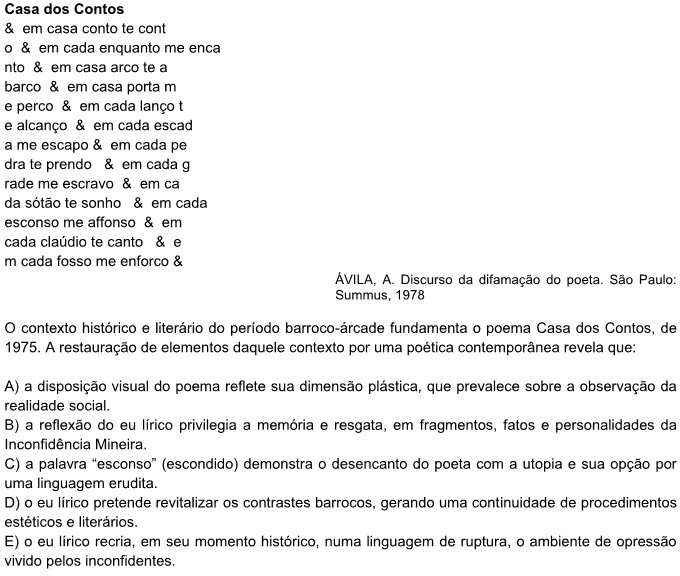 Casa dos Contos
& em casa conto te cont
o & em cada enquanto me enca
nto & em casa arco te a
barco & em casa porta m
e perco & em cada lanço t
e alcanço & em cada escad
a me escapo & em cada pe
dra te prendo & em cada g
rade me escravo & em ca
da sótão te sonho & em cada
esconso me affonso & em
cada claúdio te canto & e
m cada fosso me enforco &
ÁVILA, A. Discurso da difamação do poeta. São Paulo:
Summus, 1978
O contexto histórico e literário do período barroco-árcade fundamenta o poema Casa dos Contos, de
1975. A restauração de elementos daquele contexto por uma poética contemporânea revela que:
A) a disposição visual do poema reflete sua dimensão plástica, que prevalece sobre a observação da
realidade social.
B) a reflexão do eu lírico privilegia a memória e resgata, em fragmentos, fatos e personalidades da
Inconfidência Mineira.
C) a palavra “esconso” (escondido) demonstra o desencanto do poeta com a utopia e sua opção por
uma linguagem erudita.
D) o eu lírico pretende revitalizar os contrastes barrocos, gerando uma continuidade de procedimentos
estéticos e literários.
E) o eu lírico recria, em seu momento histórico, numa linguagem de ruptura, o ambiente de opressão
vivido pelos inconfidentes.